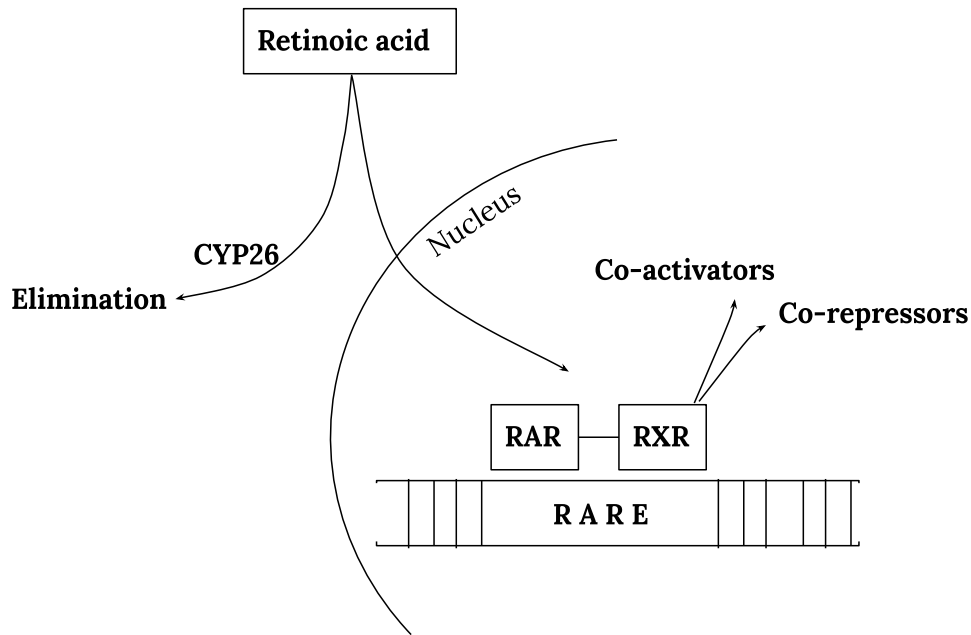 Retinoic acid
Nucleus
CYP26
Elimination
Co-activators
Co-repressors
RAR
RXR
R A R E